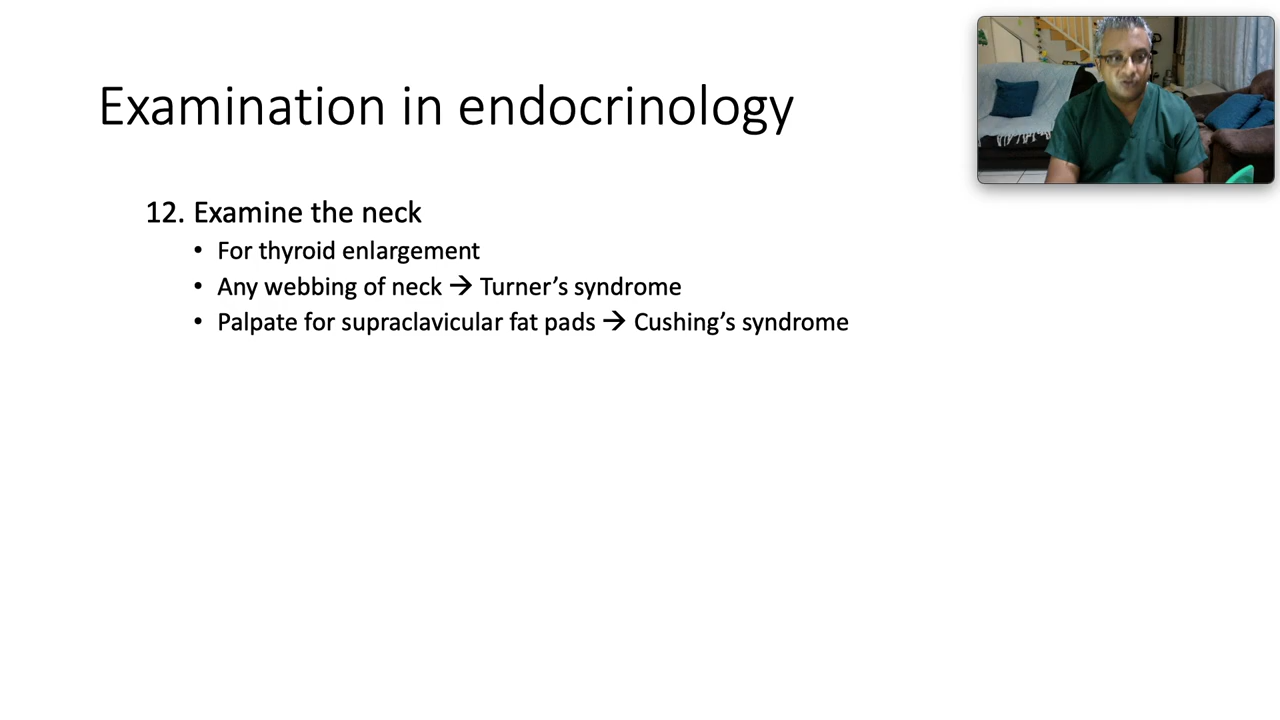 Examination in endocrinology
12. Examine the neck
• For thyroid enlargement
• Any webbing of neck → Turner’s syndrome
• Palpate for supraclavicular fat pads → Cushing’s syndrome